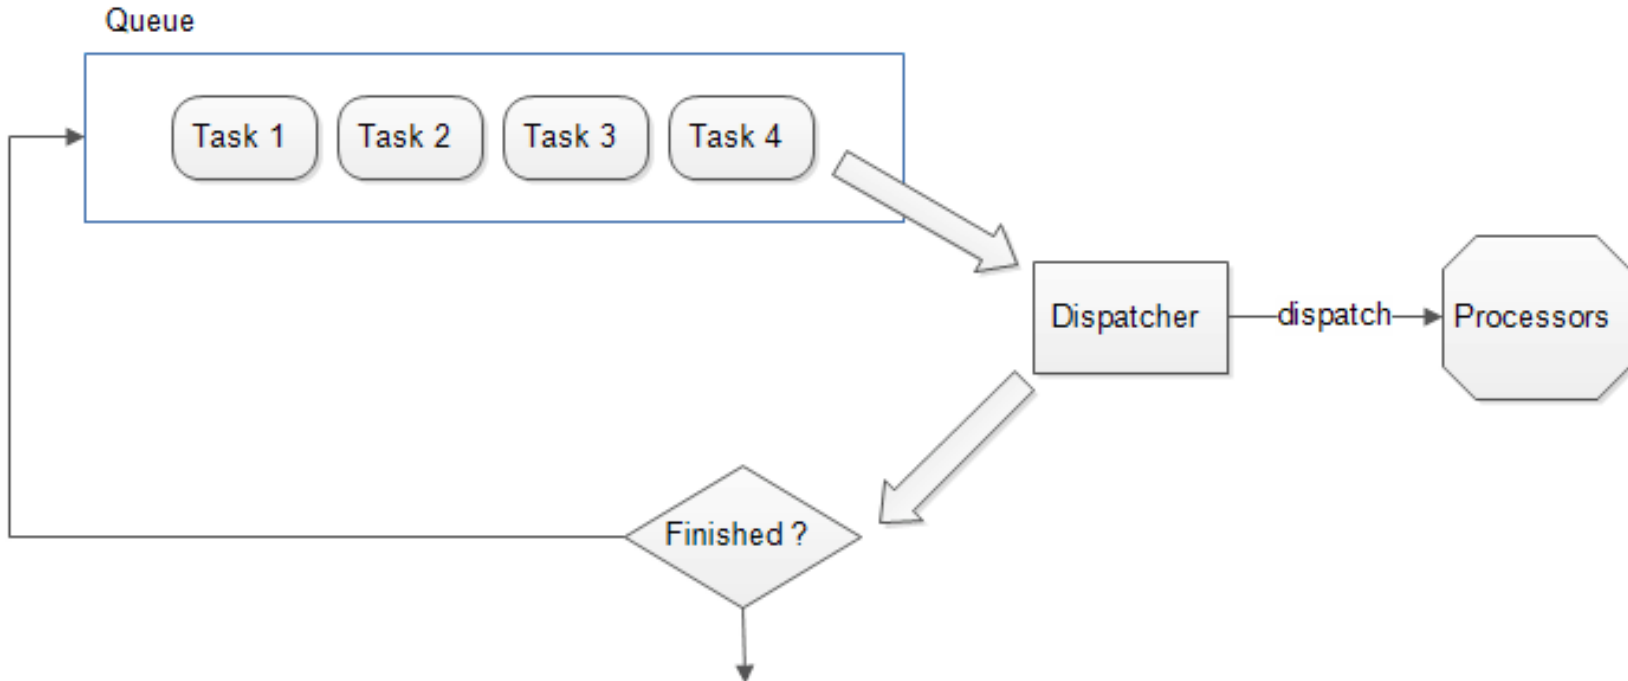 Queue
Task 1
Task 2
Task 3
Task 4
Dispatcher
dispatch
Processors
Finished ?